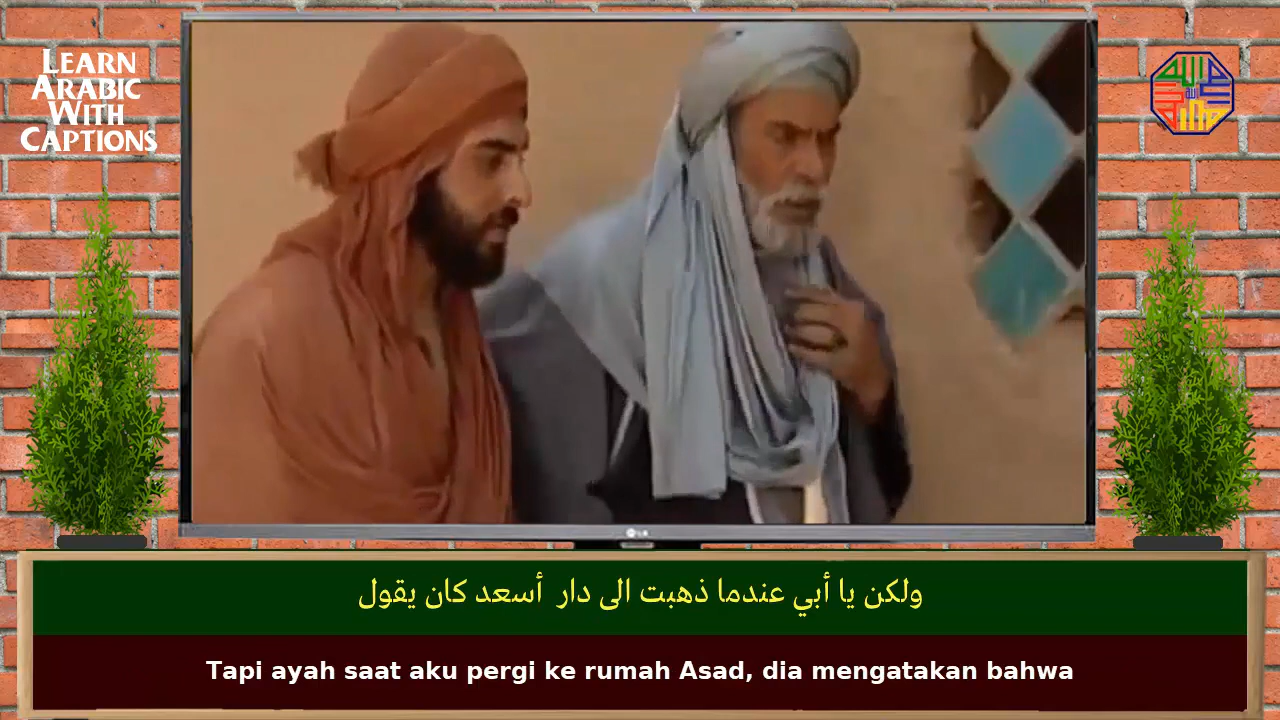 LEARN
ARABIC
WITH
CAPTIONS
LG
ولكن يا أبي عندما ذهبت الى دار أسعد كان يقول
Tapi ayah saat aku pergi ke rumah Asad, dia mengatakan bahwa